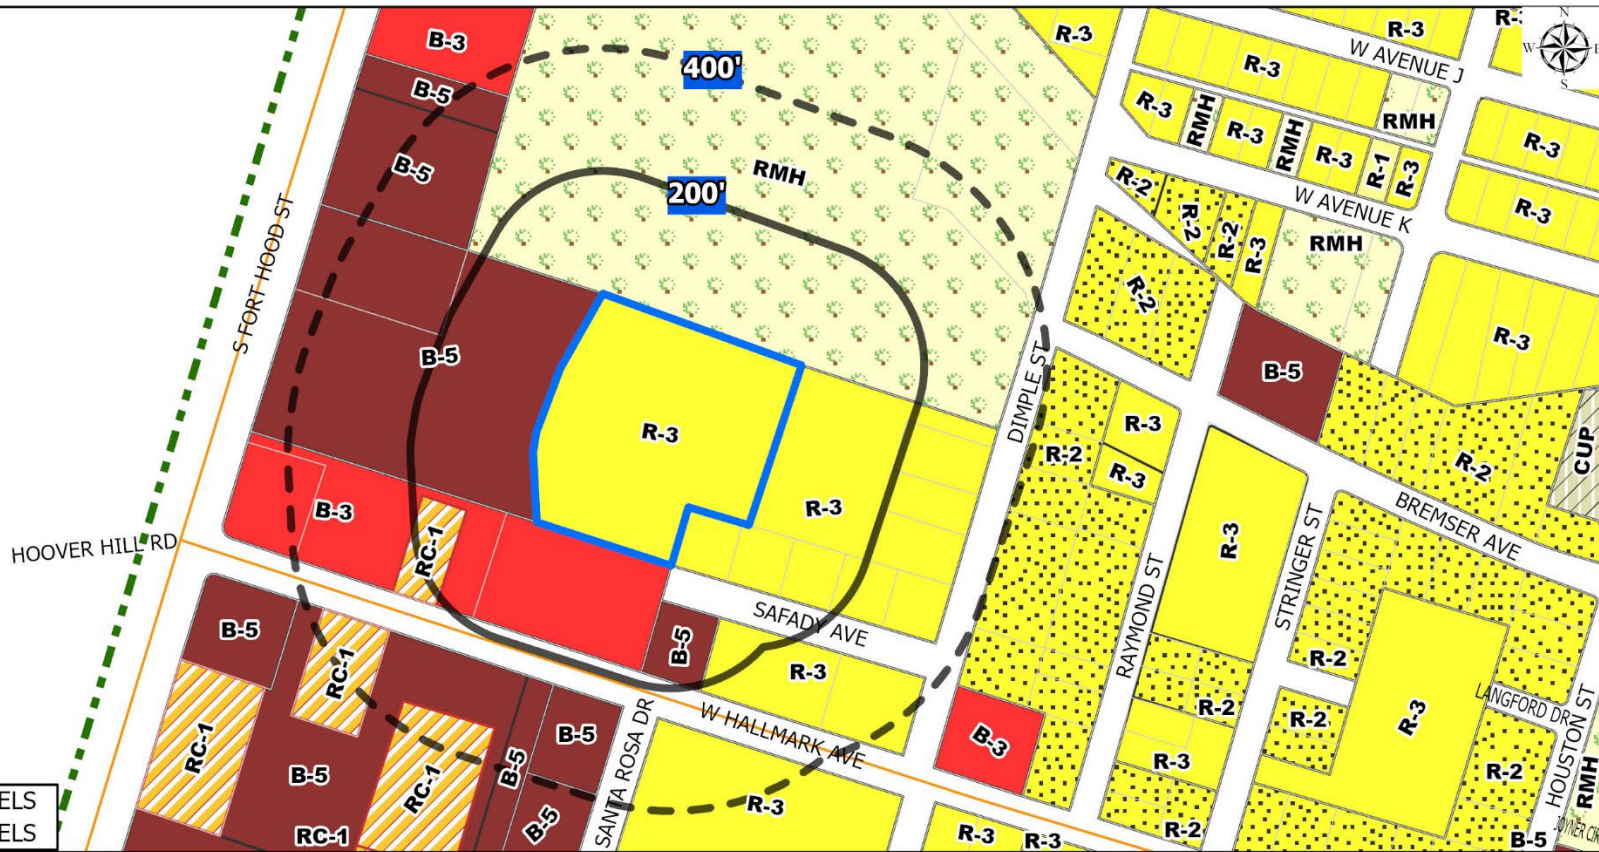 B-3
B-5
B-5
400'
200'
RMH
R-3
R-3
R-3
W AVENUE J
N
W
E
S
R-3
R-3
RMH
R-3
RMH
R-3
RMH
R-1
R-3
R-3
W AVENUE K
R-3
R-2
R-2
R-2
R-3
RMH
R-2
R-3
B-5
R-2
CUP
S FORT HOOD ST
B-5
R-3
R-3
DIMPLE ST
R-2
R-3
R-3
R-3
BREMSER AVE
HOOVER HILL RD
B-3
RC-1
SAFADY AVE
B-5
R-3
RAYMOND ST
STRINGER ST
R-2
R-2
R-3
LANGFORD DR
HOUSTON ST
B-5
RC-1
RC-1
B-5
RC-1
B-5
B-5
B-5
SANTA ROSA DR
W HALLMARK AVE
B-3
R-2
R-3
R-2
R-2
RMH
JOYNER CIR
B-5
ELS
ELS
RC-1
R-3
R-3
R-3